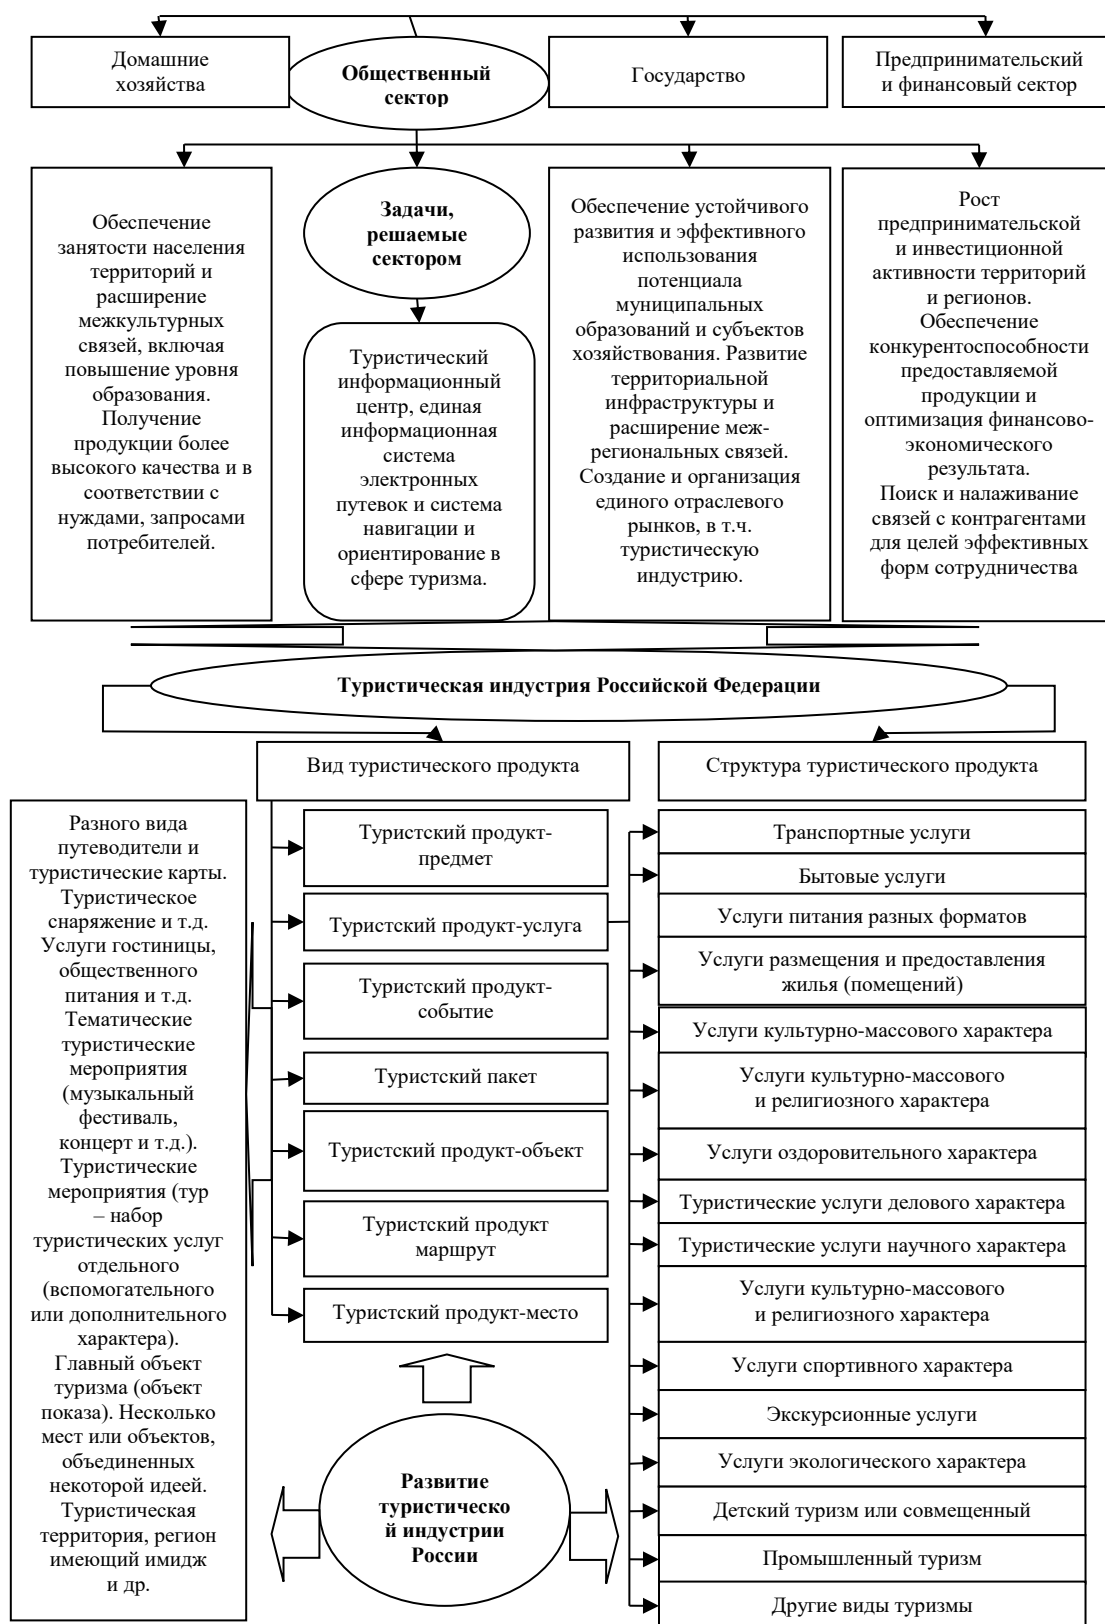 Домашние
хозяйства
Общественный
сектор
Государство
Предпринимательский
и финансовый сектор
Обеспечение
занятости населения
территорий и
расширение
межкультурных
связей, включая
повышение уровня
образования.
Получение
продукции более
высокого качества и в
соответствии с
нуждами, запросами
потребителей.
Задачи,
решаемые
сектором
Туристический
информационный
центр, единая
информационная
система
электронных
путевок и система
навигации и
ориентирование в
сфере туризма.
Обеспечение устойчивого
развития и эффективного
использования
потенциала
муниципальных
образований и субъектов
хозяйствования. Развитие
территориальной
инфраструктуры и
расширение меж-
региональных связей.
Создание и организация
единого отраслевого
рынков, в т.ч.
туристическую
индустрию.
Рост
предпринимательской
и инвестиционной
активности территорий
и регионов.
Обеспечение
конкурентоспособности
предоставляемой
продукции и
оптимизация финансово-
экономического
результата.
Поиск и налаживание
связей с контрагентами
для целей эффективных
форм сотрудничества
Туристическая индустрия Российской Федерации
Вид туристического продукта
Структура туристического продукта
Разного вида
путеводители и
туристические карты.
Туристическое
снаряжение и т.д.
Услуги гостиницы,
общественного
питания и т.д.
Тематические
туристические
мероприятия
(музыкальный
фестиваль,
концерт и т.д.).
Туристические
мероприятия (тур
– набор
туристических услуг
отдельного
(вспомогательного
или дополнительного
характера).
Главный объект
туризма (объект
показа). Несколько
мест или объектов,
объединенных
некоторой идеей.
Туристическая
территория, регион
имеющий имидж
и др.
Туристский продукт-
предмет
Туристский продукт-услуга
Туристский продукт-
событие
Туристский пакет
Туристский продукт-объект
Туристский продукт
маршрут
Туристский продукт-место
Развитие
туристическо
й индустрии
России
Транспортные услуги
Бытовые услуги
Услуги питания разных форматов
Услуги размещения и предоставления
жилья (помещений)
Услуги культурно-массового характера
Услуги культурно-массового
и религиозного характера
Услуги оздоровительного характера
Туристические услуги делового характера
Туристические услуги научного характера
Услуги культурно-массового
и религиозного характера
Услуги спортивного характера
Экскурсионные услуги
Услуги экологического характера
Детский туризм или совмещенный
Промышленный туризм
Другие виды туризмы